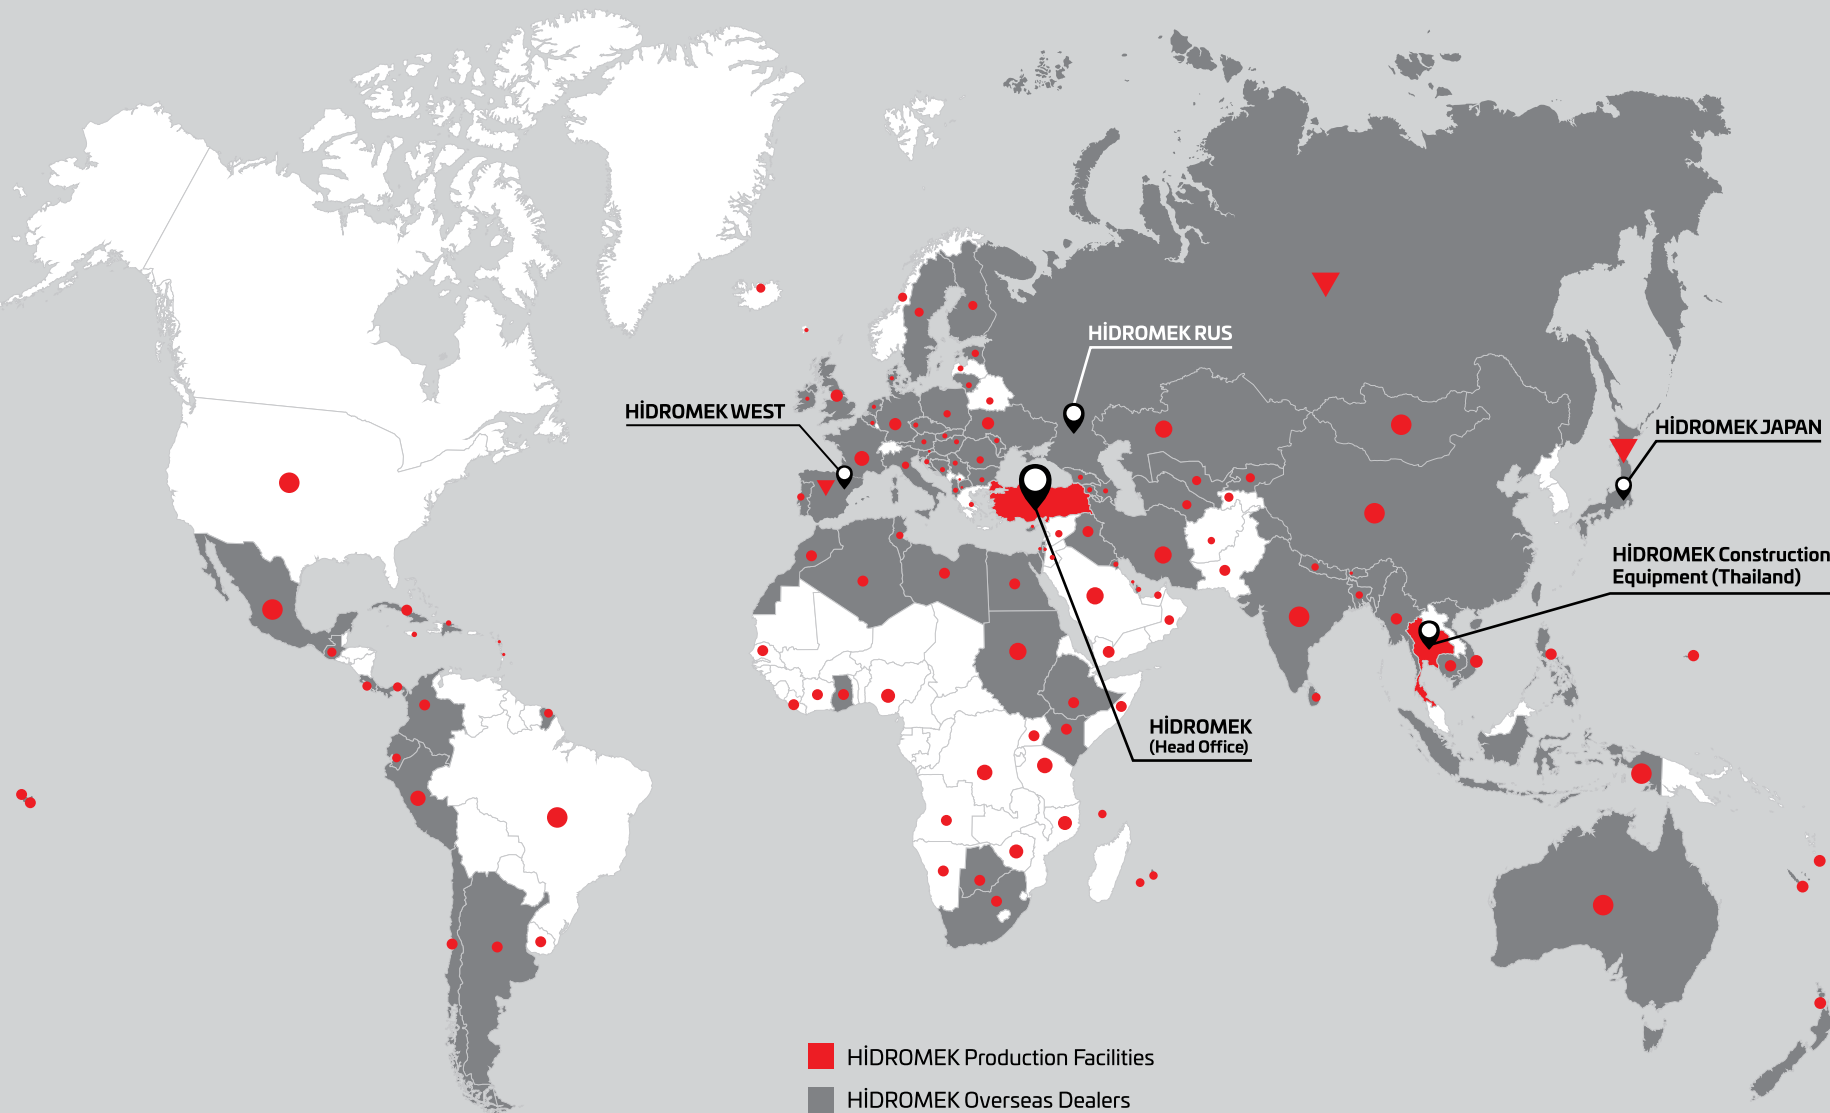 HİDROMEK RUS
HİDROMEK WEST
HİDROMEK JAPAN
HİDROMEK Construction
Equipment (Thailand)
HİDROMEK
(Head Office)
HİDROMEK Production Facilities
HİDROMEK Overseas Dealers